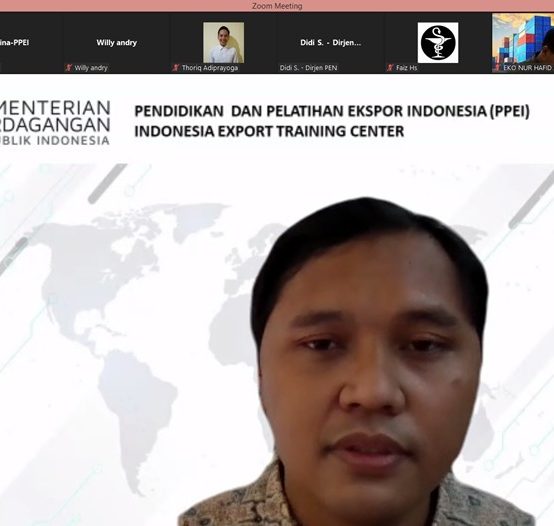 Zoom Meeting
ina-PPEI
Willy andry
Didi S. - Dirjen...
Willy andry
Thoriq Adiprayoga
Didi S. - Dirjen PEN
Faiz Hs
EKO NUR HAFID
MENTERIAN
RDAGANGAN
BLIK INDONESIA
PENDIDIKAN DAN PELATIHAN EKSPOR INDONESIA (PPEI)
INDONESIA EXPORT TRAINING CENTER